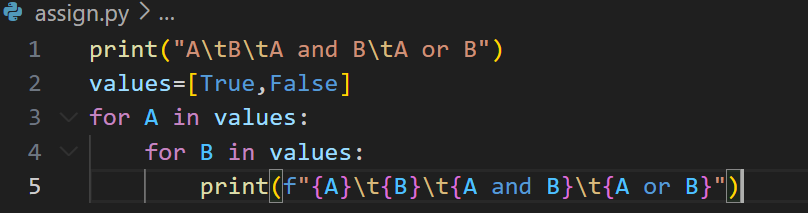 assign.py > ...
1 print("A\tB\tA and B\tA or B")
2 values=[True,False]
3 for A in values:
4     for B in values:
5         print(f"{A}\t{B}\t{A and B}\t{A or B}")